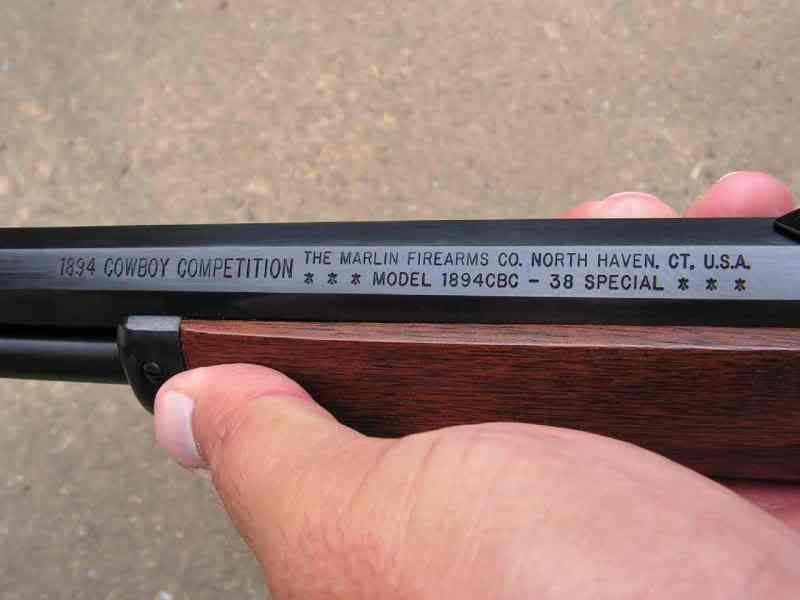 1894 COWBOY COMPETITION
THE MARLIN FIREARMS CO. NORTH HAVEN, CT. U.S.A.
* * * MODEL 1894CBC - 38 SPECIAL * * *